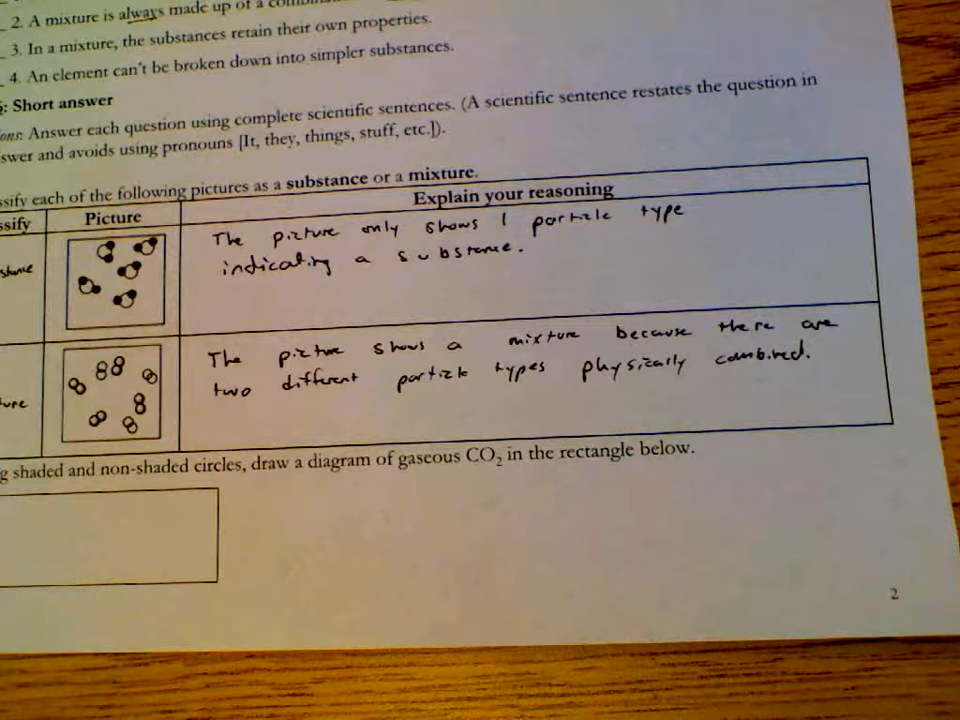 2. A mixture is always made up of a
3. In a mixture, the substances retain their own properties.
4. An element can't be broken down into simpler substances.
: Short answer
ons: Answer each question using complete scientific sentences. (A scientific sentence restates the question in
swer and avoids using pronouns [It, they, things, stuff, etc.]).
ssify each of the following pictures as a substance or a mixture.
ssify Picture Explain your reasoning
stance The picture only shows 1 particle type
indicating a substance.
ture The picture shows a mixture because there are
two different particle types physically combined.
g shaded and non-shaded circles, draw a diagram of gaseous CO₂ in the rectangle below.
2